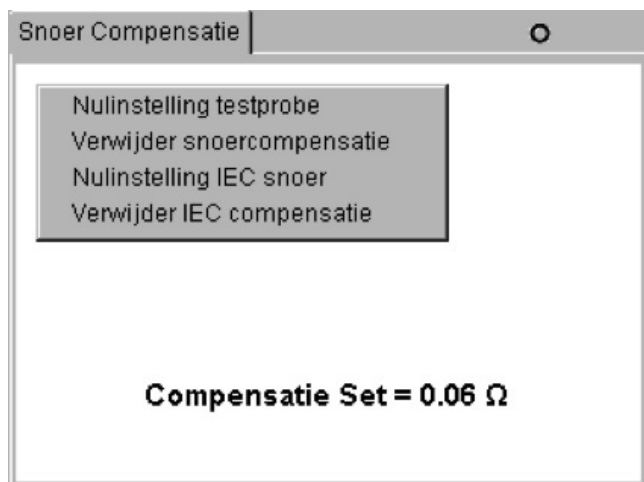 Snoer Compensatie
Nulinstelling testprobe
Verwijder snoercompensatie
Nulinstelling IEC snoer
Verwijder IEC compensatie
Compensatie Set = 0.06 Ω